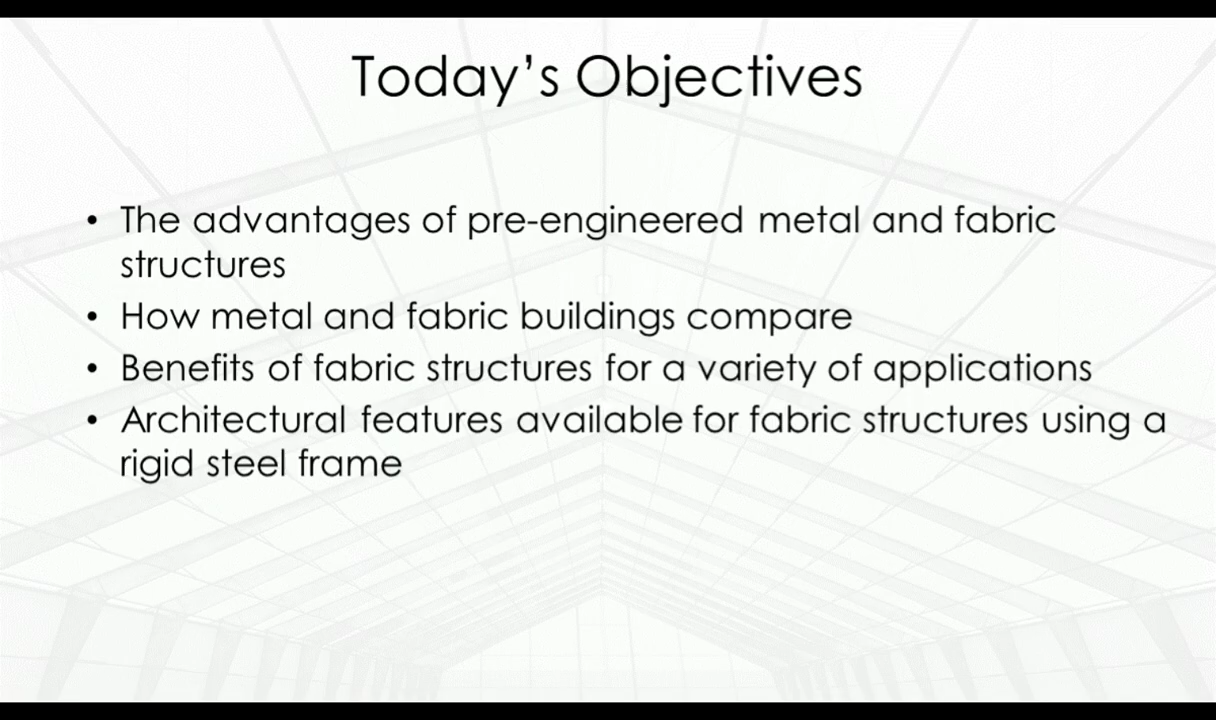 Today’s Objectives
• The advantages of pre-engineered metal and fabric
structures
• How metal and fabric buildings compare
• Benefits of fabric structures for a variety of applications
• Architectural features available for fabric structures using a
rigid steel frame